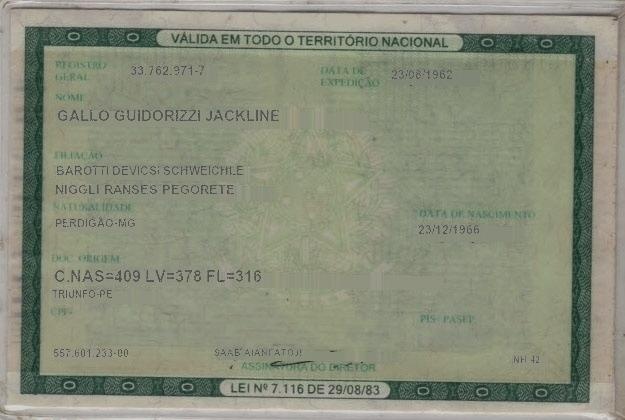 VÁLIDA EM TODO O TERRITÓRIO NACIONAL
REGISTRO GERAL 33.762.971-7 DATA DE EXPEDIÇÃO 23/06/1962
NOME
GALLO GUIDORIZZI JACKLINE
FILIAÇÃO
BAROTTI DEVICSI SCHWEICHLE
NIGGLI RANSES PEGORETE
NATURALIDADE DATA DE NASCIMENTO
PERDIGÃO-MG 23/12/1966
DOC ORIGEM
C.NAS=409 LV=378 FL=316
TRIUNFO-PE
CPF PIS- PASEP
557.601.233-00 NH 42
ASSINATURA DO DIRETOR
LEI Nº 7.116 DE 29/08/83